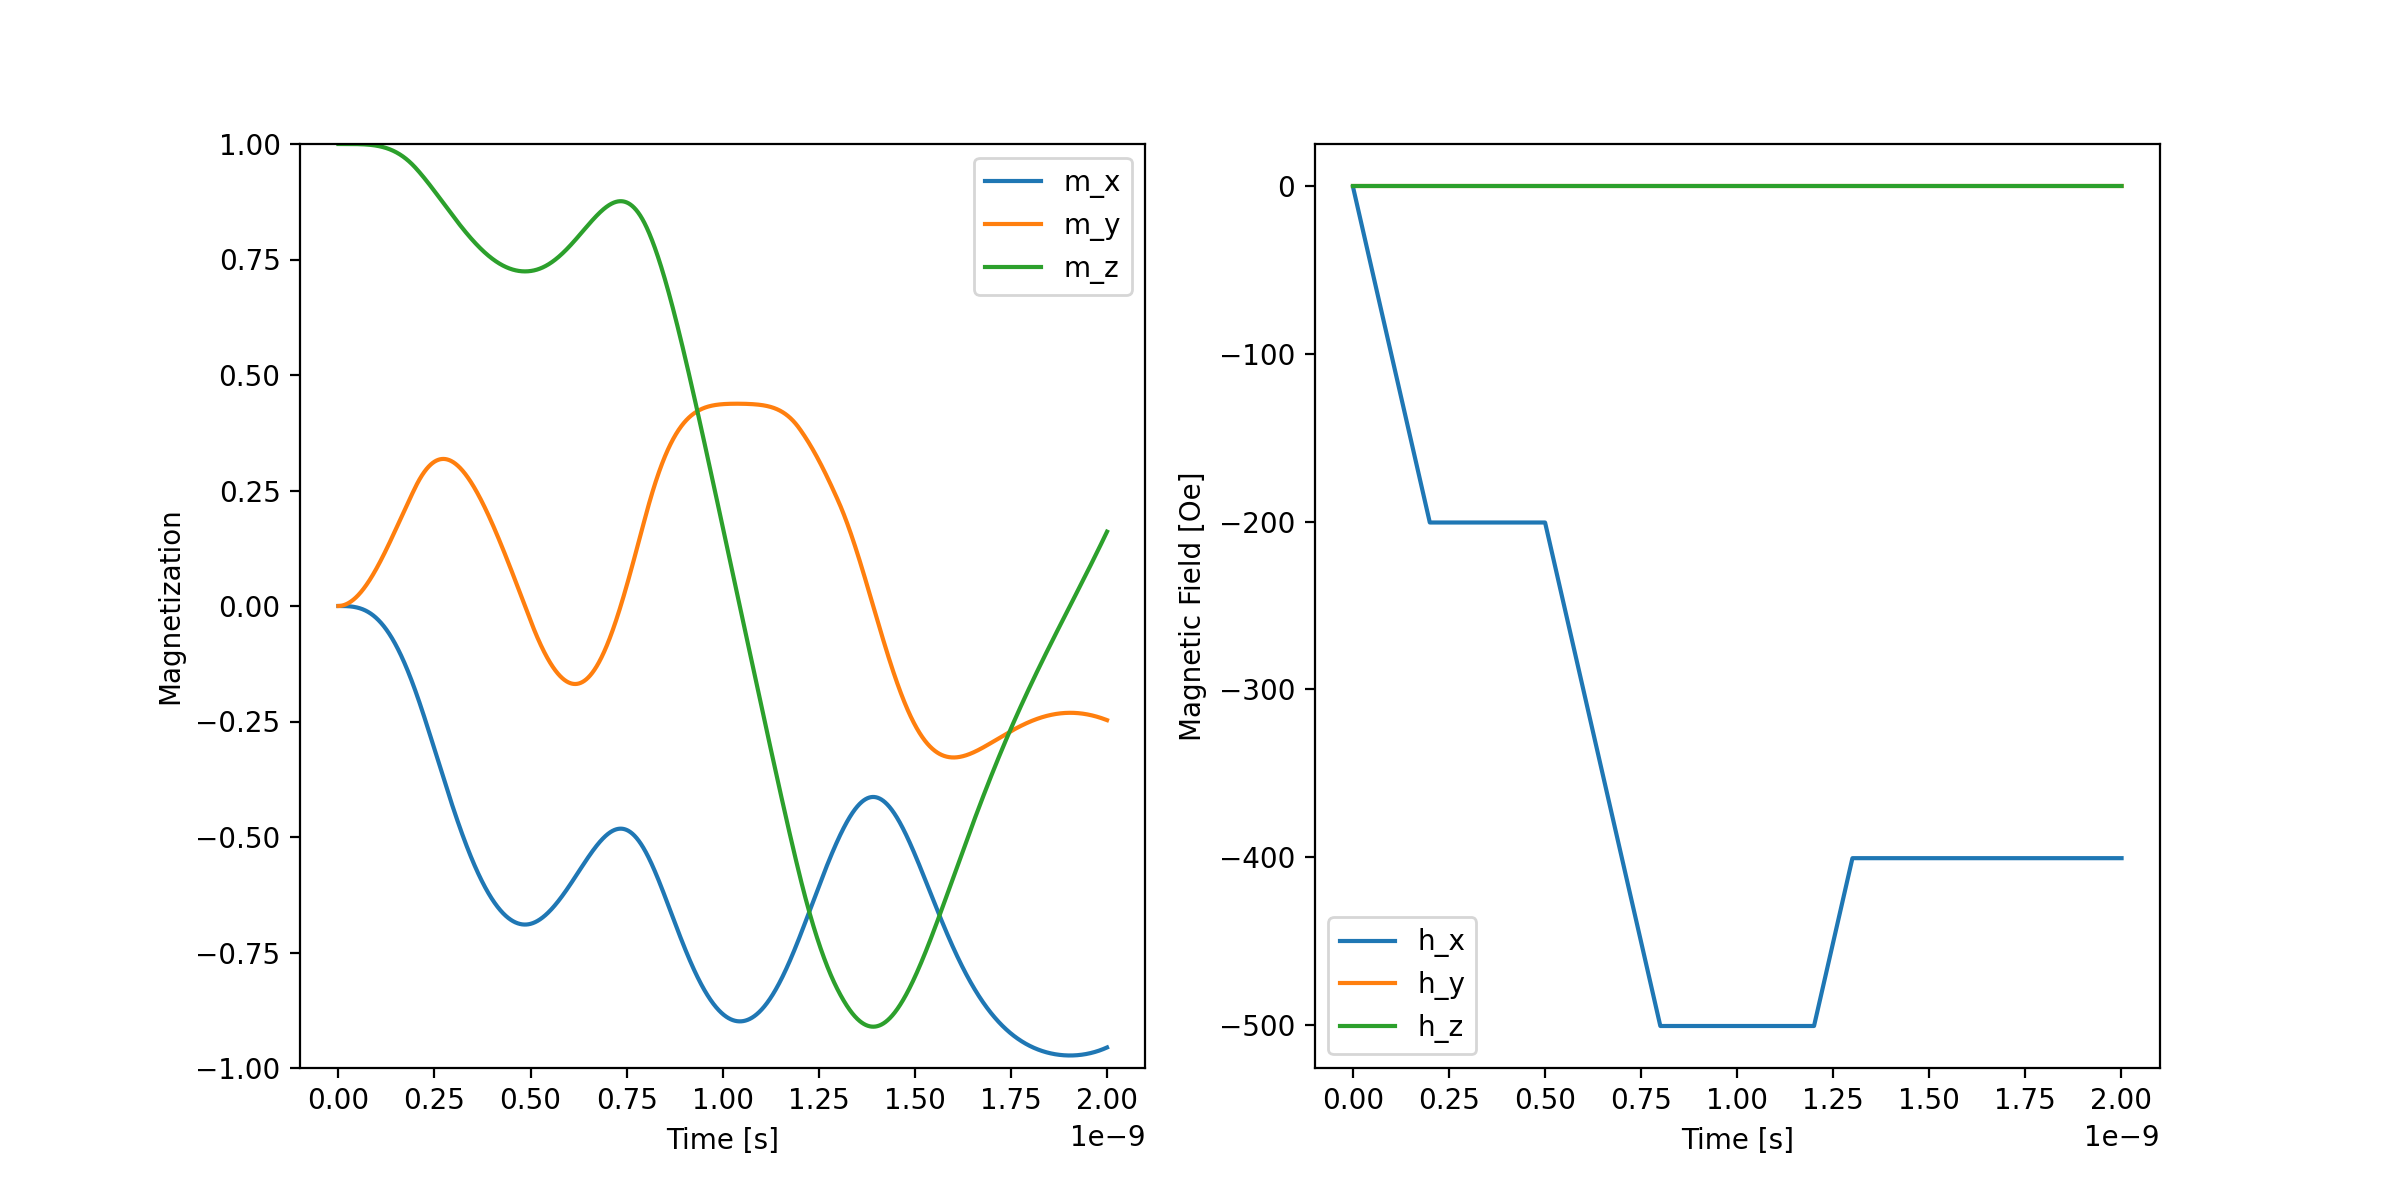 1.00
0.75
0.50
0.25
0.00
−0.25
−0.50
−0.75
−1.00
Magnetization
m_x
m_y
m_z
0.00 0.25 0.50 0.75 1.00 1.25 1.50 1.75 2.00
Time [s]
1e−9
0
−100
−200
−300
−400
−500
Magnetic Field [Oe]
h_x
h_y
h_z
0.00 0.25 0.50 0.75 1.00 1.25 1.50 1.75 2.00
Time [s]
1e−9